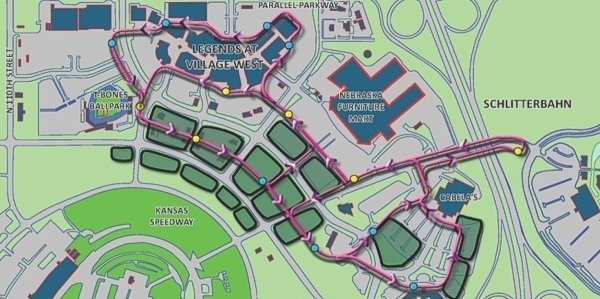 PARALLEL PARKWAY
N 110TH STREET
LEGENDS AT
VILLAGE WEST
T-BONES
BALLPARK
NEBRASKA
FURNITURE
MART
SCHLITTERBAHN
CABELA'S
KANSAS
SPEEDWAY